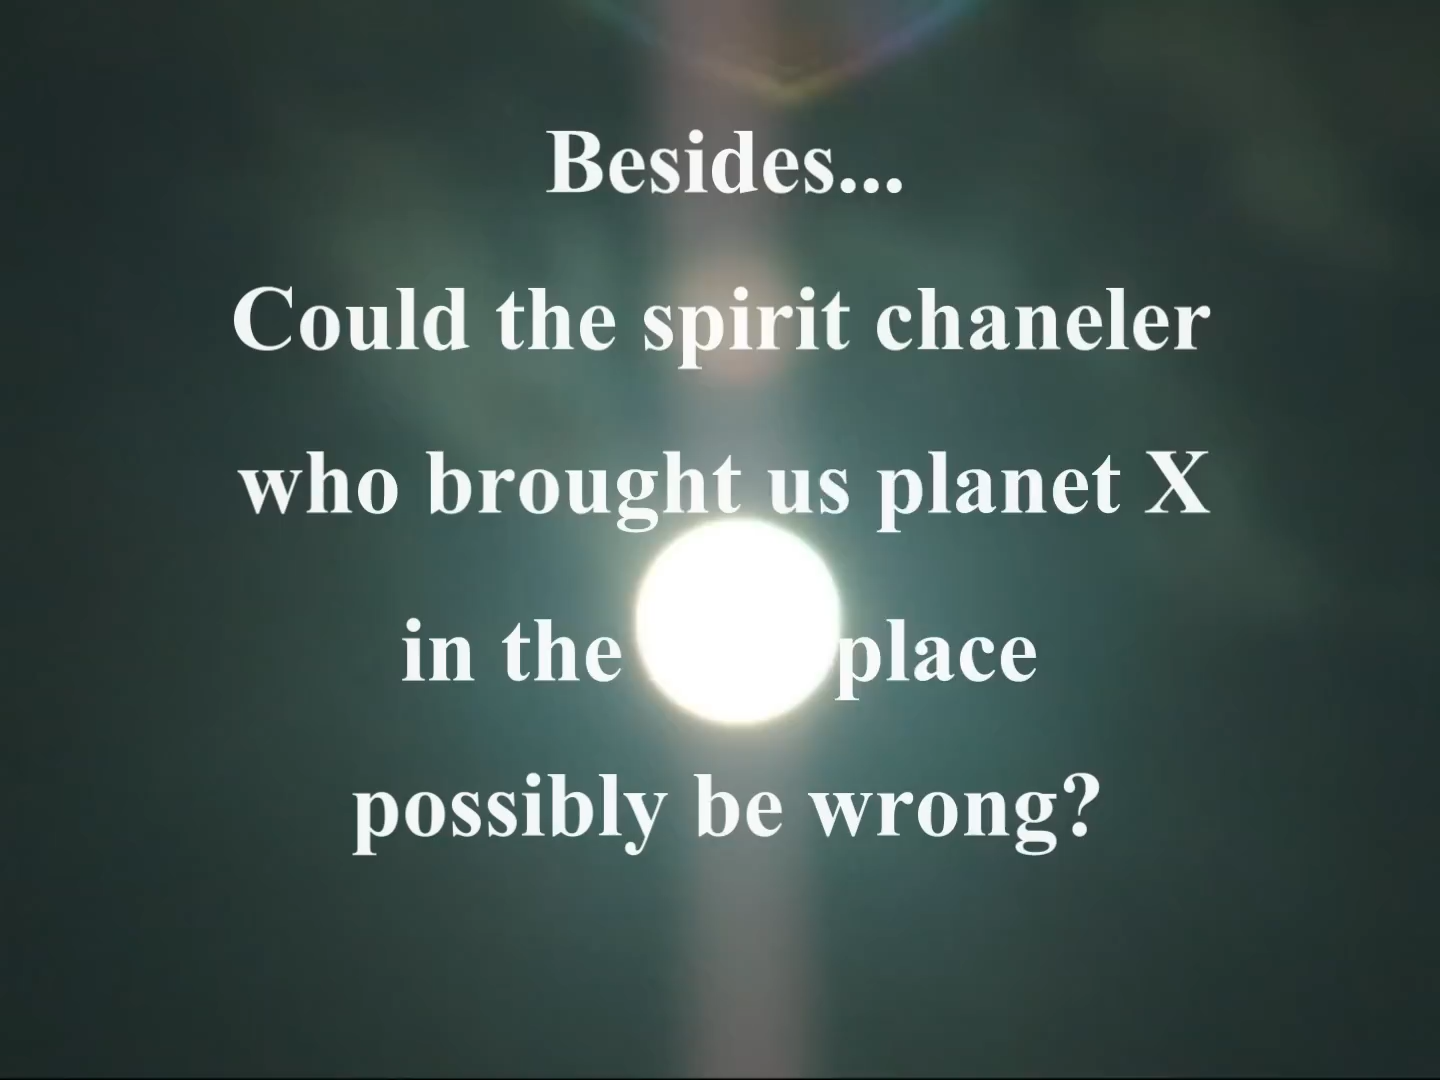 Besides...
Could the spirit chaneler
who brought us planet X
in the place
possibly be wrong?